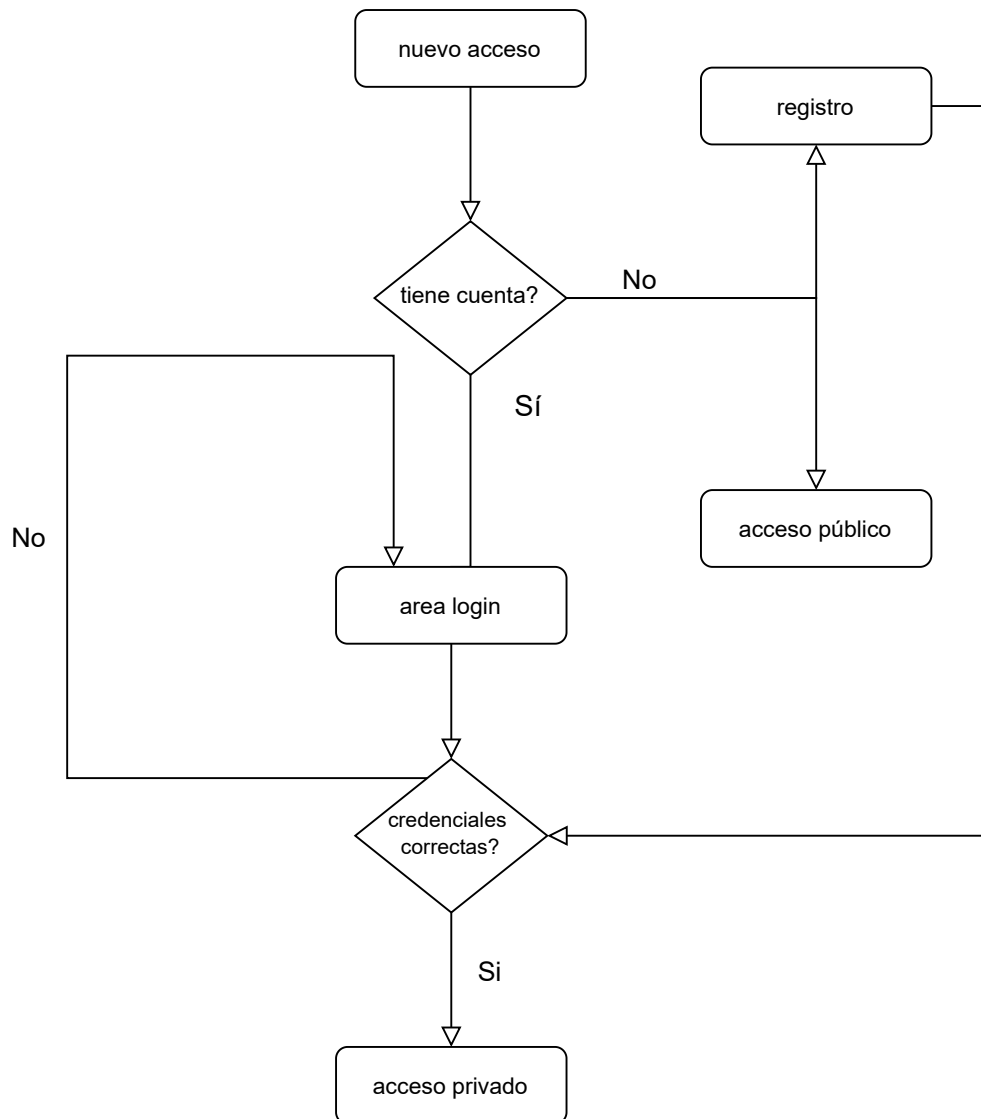 nuevo acceso
registro
tiene cuenta?
No
Sí
acceso público
No
area login
credenciales
correctas?
Si
acceso privado